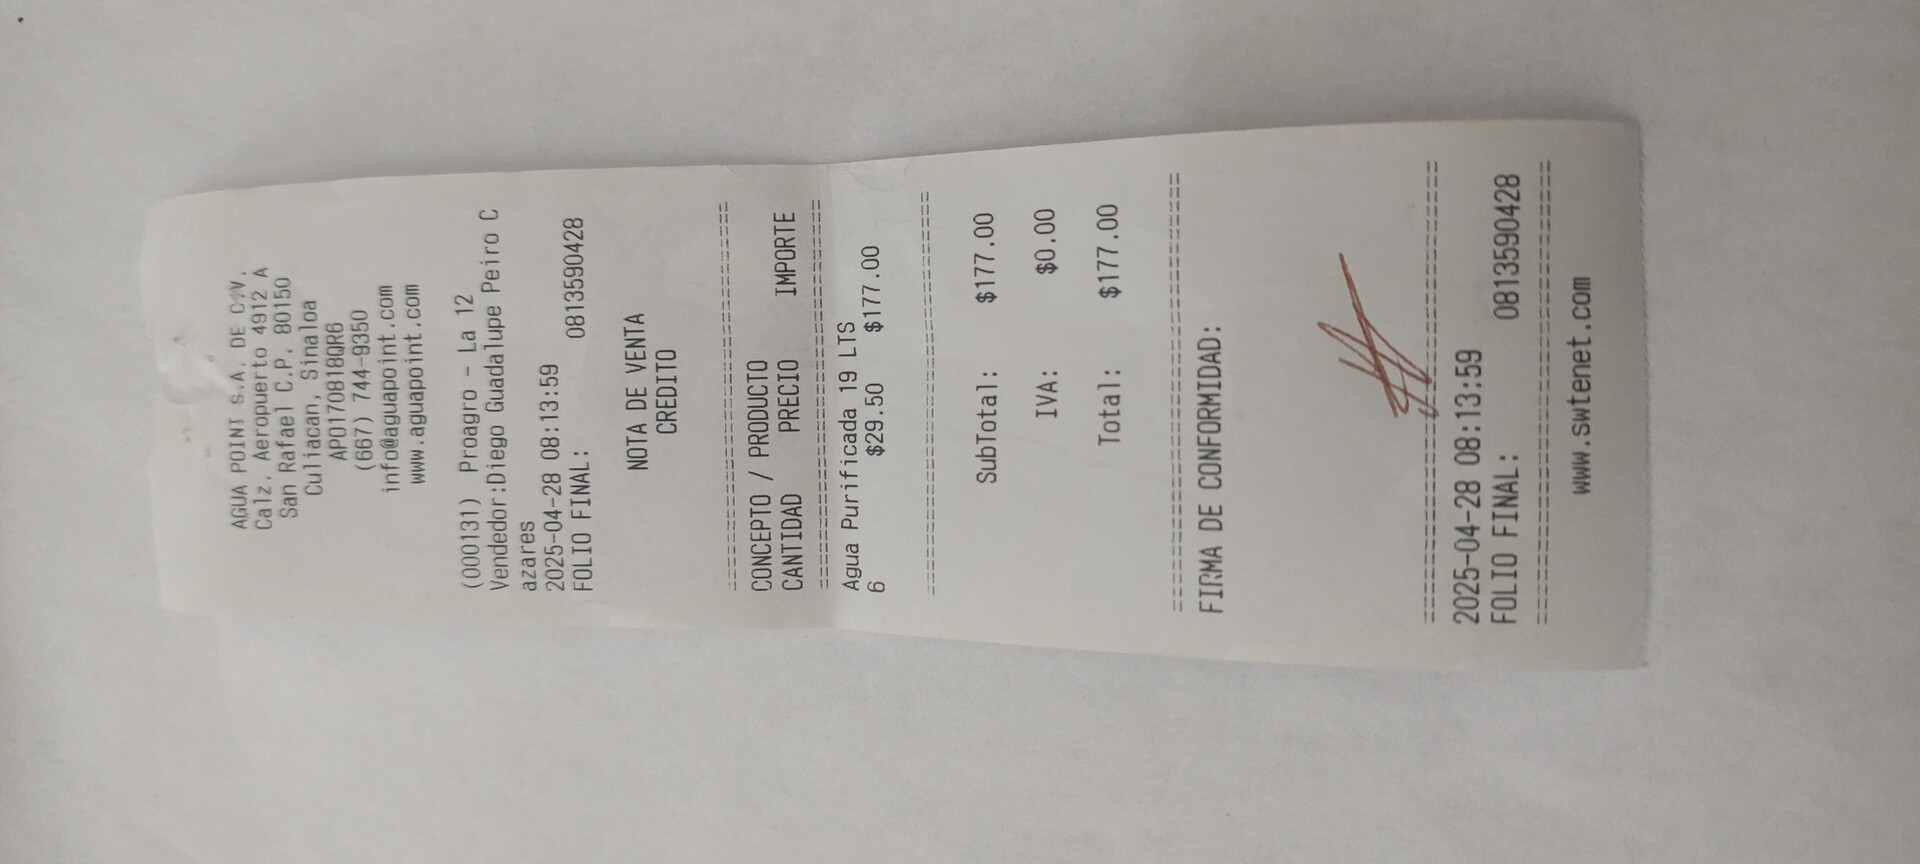 AGUA POINT S.A. DE C.V.
Calz. Aeropuerto 4912 A
San Rafael C.P. 80150
Culiacan, Sinaloa
APO170818QR6
(667) 744-9350
info@aguapoint.com
www.aguapoint.com
(000131) Proagro - La 12
Vendedor:Diego Guadalupe Peiro C
azares
2025-04-28 08:13:59
FOLIO FINAL: 0813590428
NOTA DE VENTA
CREDITO
================================
CONCEPTO / PRODUCTO
CANTIDAD PRECIO IMPORTE
================================
Agua Purificada 19 LTS
6 $29.50 $177.00
================================
SubTotal: $177.00
IVA: $0.00
Total: $177.00
================================
FIRMA DE CONFORMIDAD:
================================
2025-04-28 08:13:59
FOLIO FINAL: 0813590428
================================
www.swtenet.com